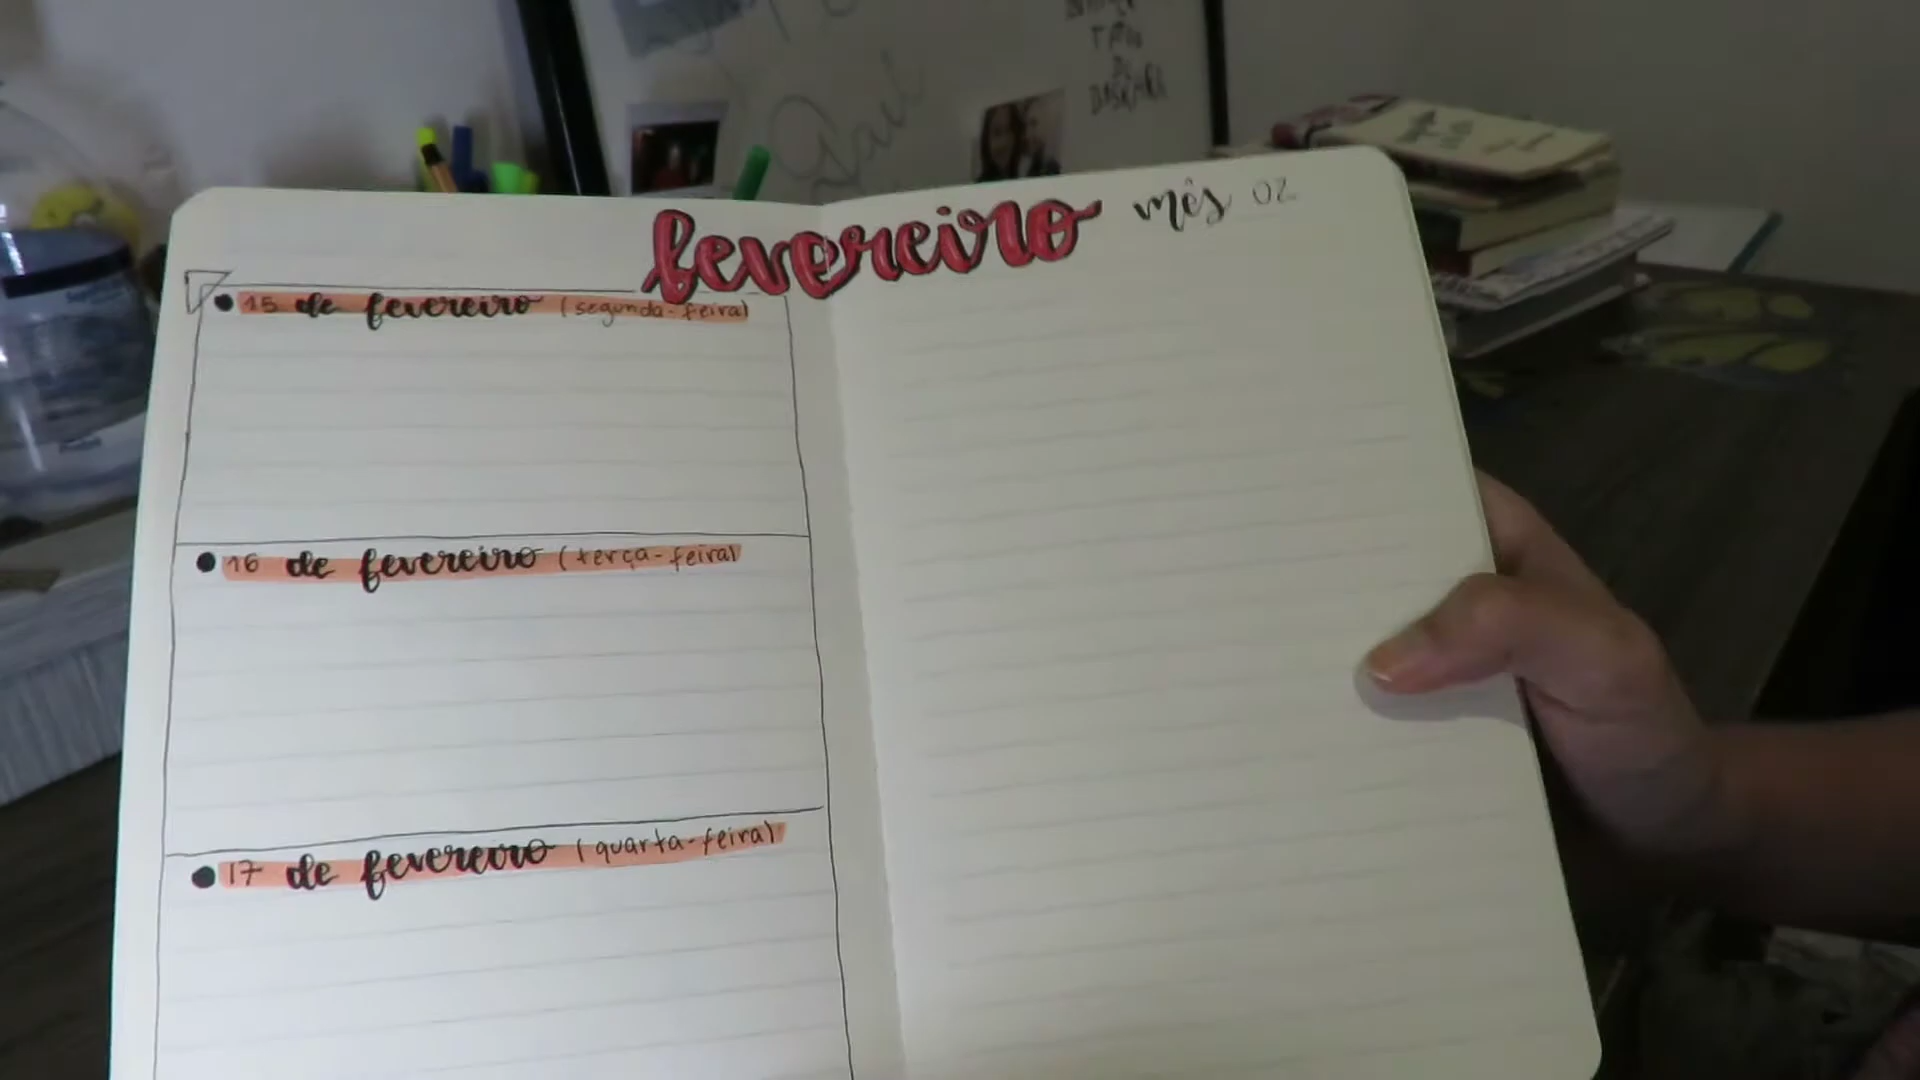 fevereiro mês 02
● 15 de fevereiro (segunda-feira)
● 16 de fevereiro (terça-feira)
● 17 de fevereiro (quarta-feira)